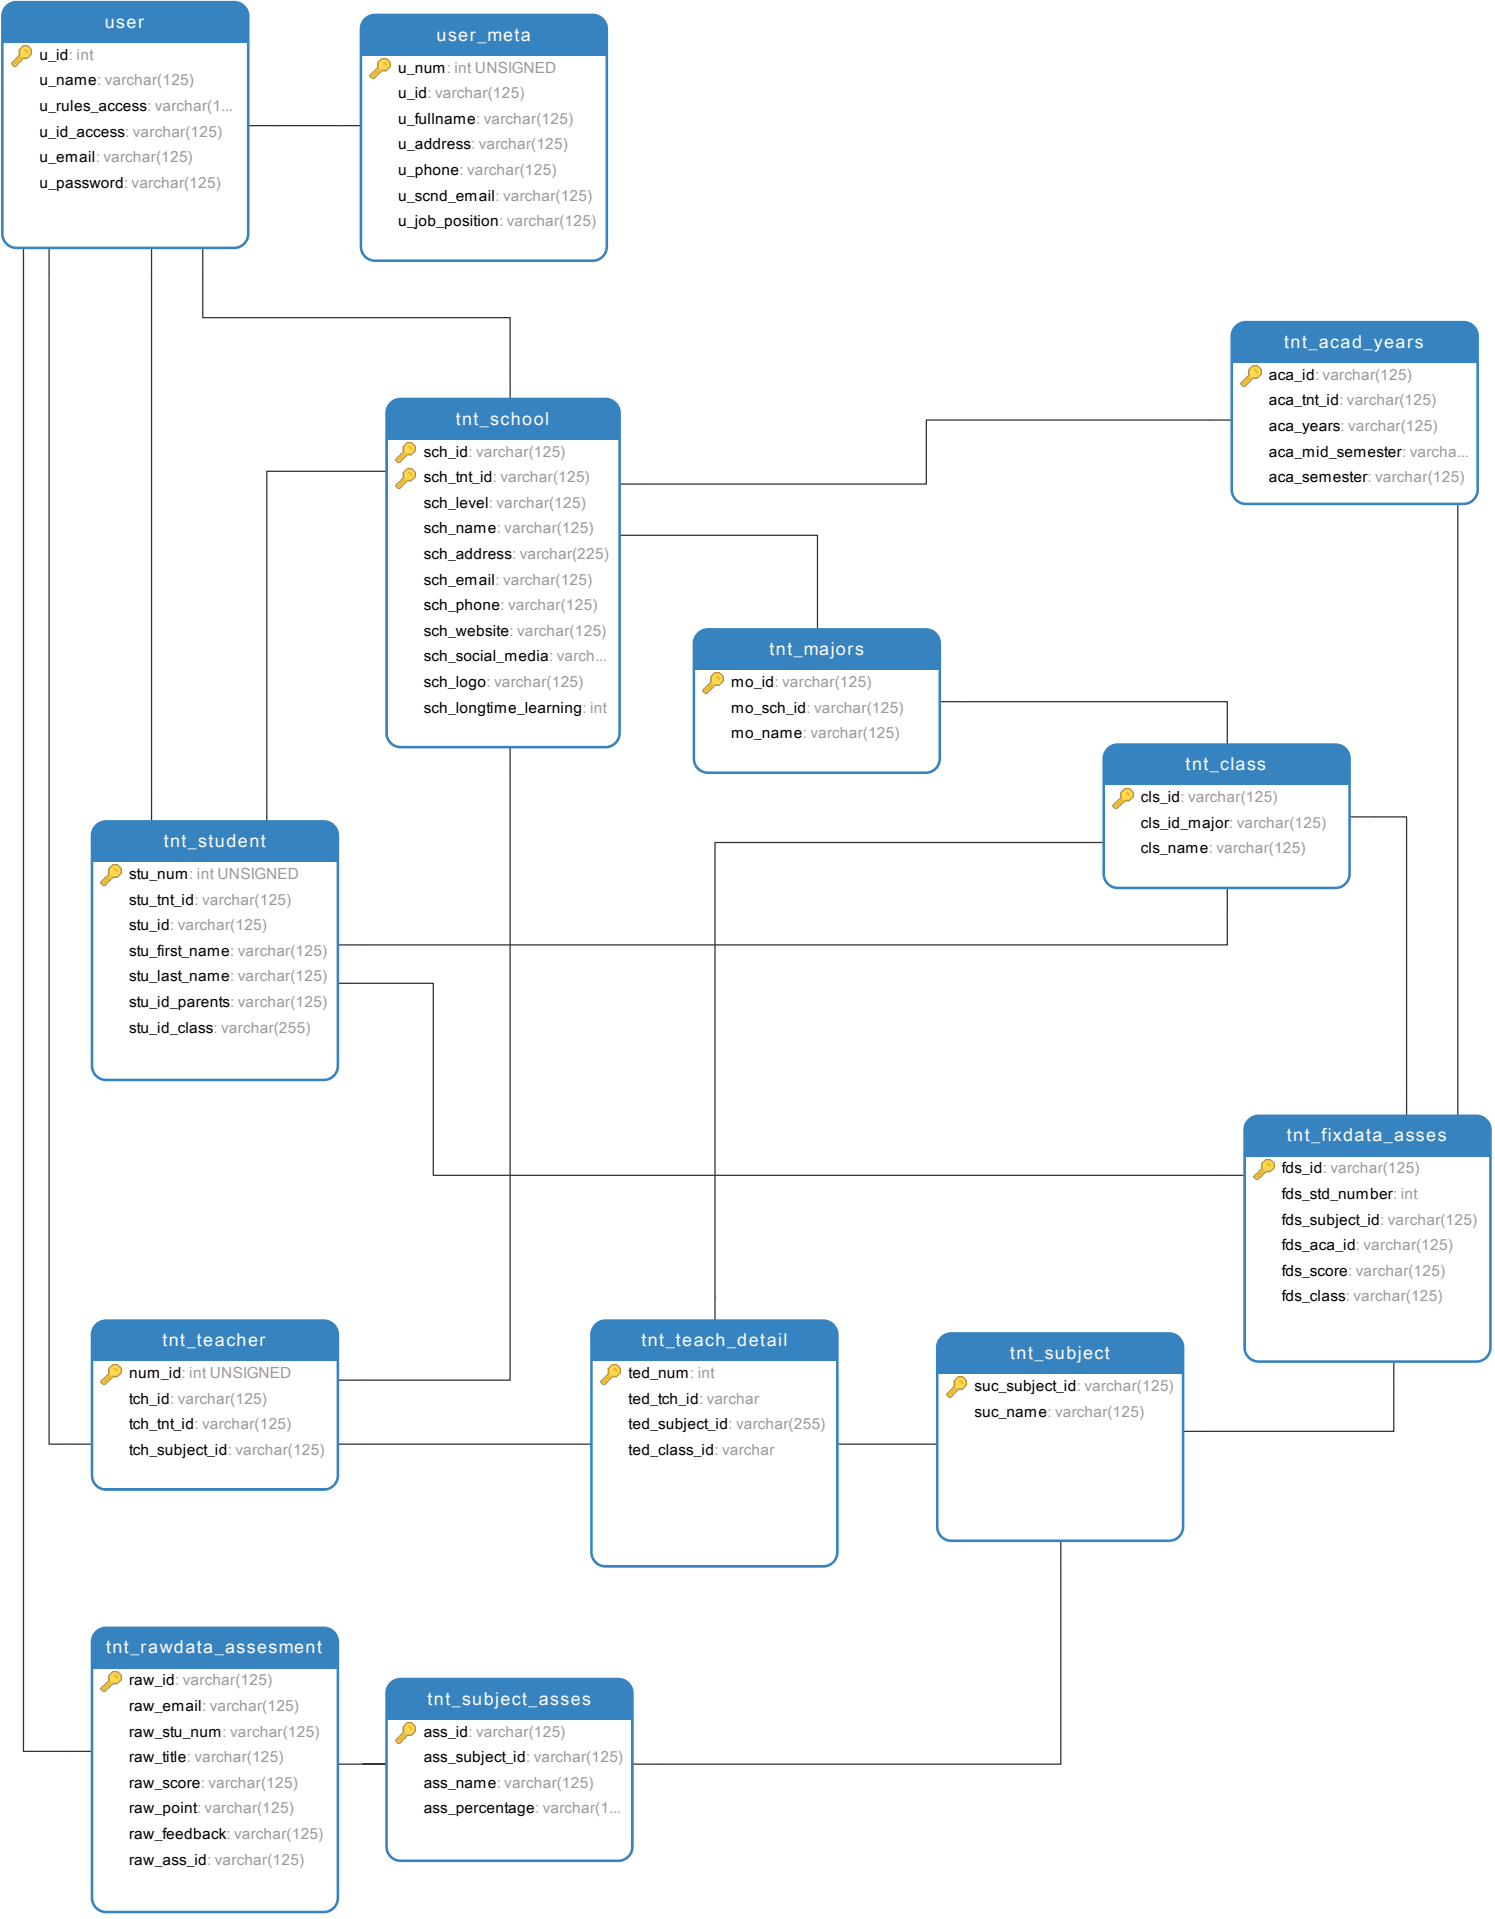 user
u_id: int
u_name: varchar(125)
u_rules_access: varchar(1...
u_id_access: varchar(125)
u_email: varchar(125)
u_password: varchar(125)
user_meta
u_num: int UNSIGNED
u_id: varchar(125)
u_fullname: varchar(125)
u_address: varchar(125)
u_phone: varchar(125)
u_scnd_email: varchar(125)
u_job_position: varchar(125)
tnt_acad_years
aca_id: varchar(125)
aca_tnt_id: varchar(125)
aca_years: varchar(125)
aca_mid_semester: varcha...
aca_semester: varchar(125)
tnt_school
sch_id: varchar(125)
sch_tnt_id: varchar(125)
sch_level: varchar(125)
sch_name: varchar(125)
sch_address: varchar(225)
sch_email: varchar(125)
sch_phone: varchar(125)
sch_website: varchar(125)
sch_social_media: varch...
sch_logo: varchar(125)
sch_longtime_learning: int
tnt_majors
mo_id: varchar(125)
mo_sch_id: varchar(125)
mo_name: varchar(125)
tnt_class
cls_id: varchar(125)
cls_id_major: varchar(125)
cls_name: varchar(125)
tnt_student
stu_num: int UNSIGNED
stu_tnt_id: varchar(125)
stu_id: varchar(125)
stu_first_name: varchar(125)
stu_last_name: varchar(125)
stu_id_parents: varchar(125)
stu_id_class: varchar(255)
tnt_fixdata_asses
fds_id: varchar(125)
fds_std_number: int
fds_subject_id: varchar(125)
fds_aca_id: varchar(125)
fds_score: varchar(125)
fds_class: varchar(125)
tnt_teacher
num_id: int UNSIGNED
tch_id: varchar(125)
tch_tnt_id: varchar(125)
tch_subject_id: varchar(125)
tnt_teach_detail
ted_num: int
ted_tch_id: varchar
ted_subject_id: varchar(255)
ted_class_id: varchar
tnt_subject
suc_subject_id: varchar(125)
suc_name: varchar(125)
tnt_rawdata_assesment
raw_id: varchar(125)
raw_email: varchar(125)
raw_stu_num: varchar(125)
raw_title: varchar(125)
raw_score: varchar(125)
raw_point: varchar(125)
raw_feedback: varchar(125)
raw_ass_id: varchar(125)
tnt_subject_asses
ass_id: varchar(125)
ass_subject_id: varchar(125)
ass_name: varchar(125)
ass_percentage: varchar(1...